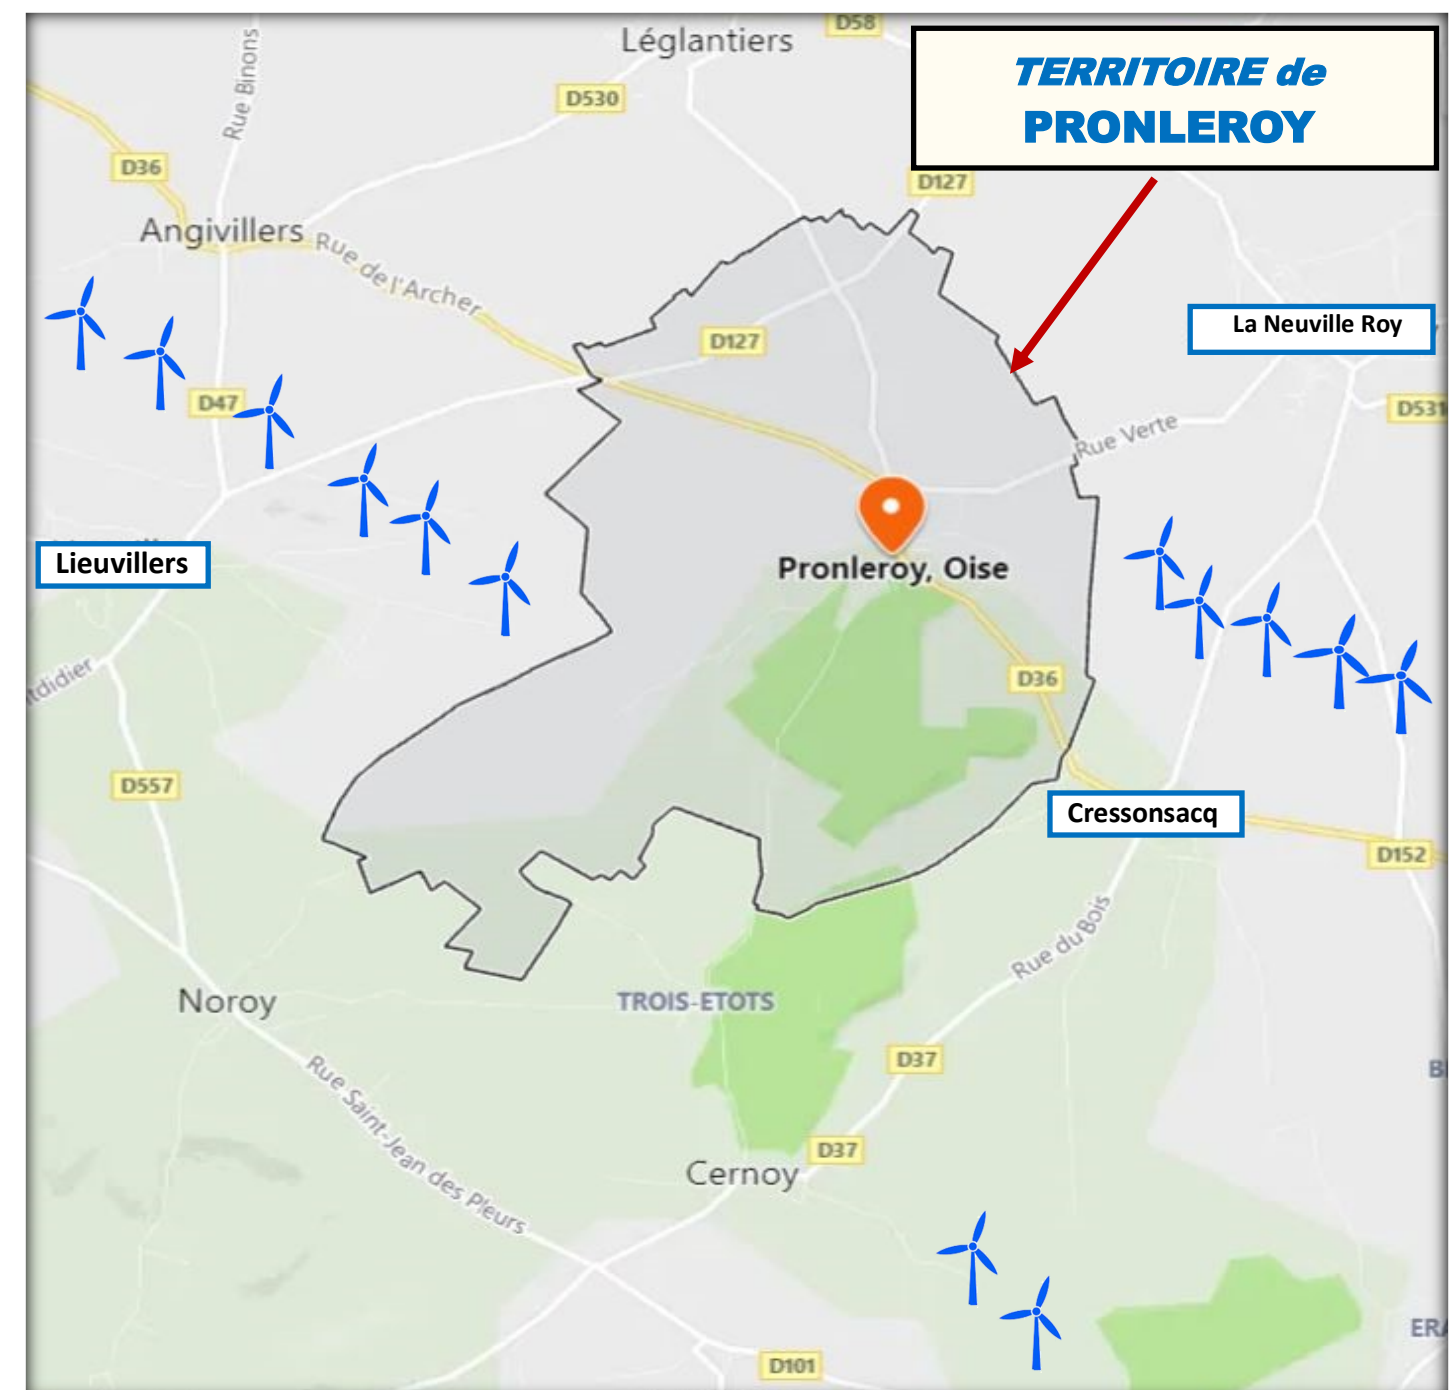 Léglantiers
D58
TERRITOIRE de
PRONLEROY
Rue Binons
D530
D36
D127
Angivillers
Rue de l'Archer
La Neuville Roy
D127
D47
D531
Rue Verte
Lieuvillers
Pronleroy, Oise
tdidier
D36
D557
Cressonsacq
D152
Rue du Bois
Noroy
TROIS-ETOTS
D37
Rue Saint-Jean des Pleurs
D37
Cernoy
ERA
D101